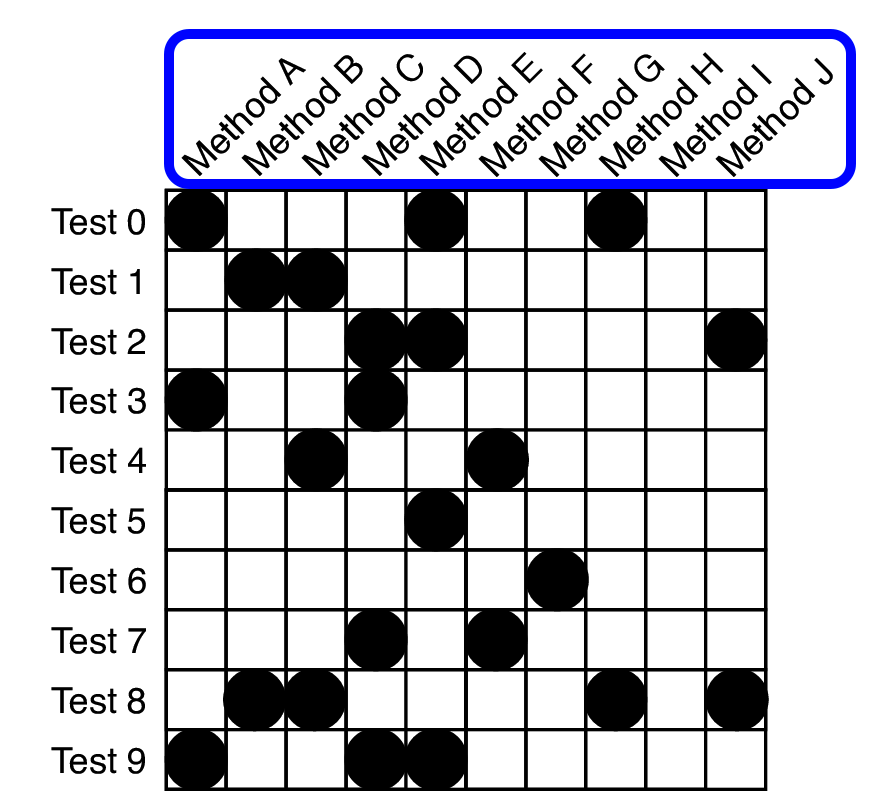 Method A
Method B
Method C
Method D
Method E
Method F
Method G
Method H
Method I
Method J
Test 0
Test 1
Test 2
Test 3
Test 4
Test 5
Test 6
Test 7
Test 8
Test 9